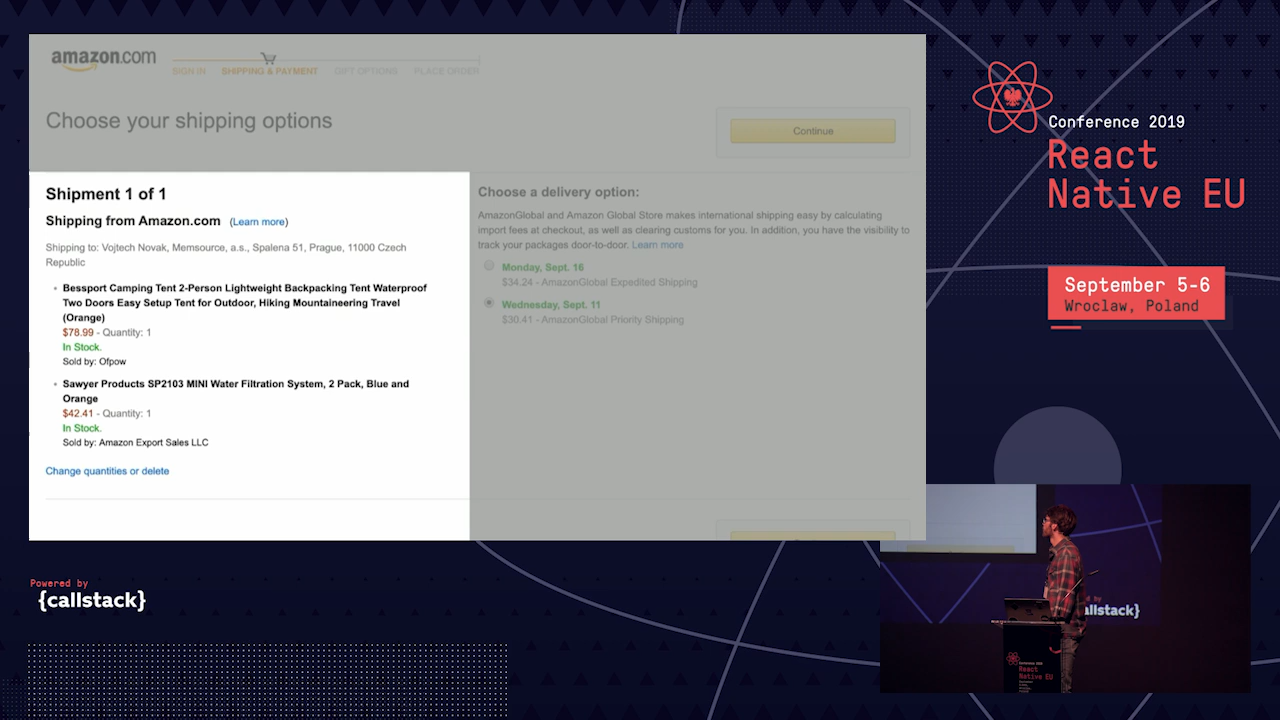 amazon.com
SIGN IN SHIPPING & PAYMENT GIFT OPTIONS PLACE ORDER
Choose your shipping options
Continue
Shipment 1 of 1
Shipping from Amazon.com (Learn more)
Shipping to: Vojtech Novak, Memsource, a.s., Spalena 51, Prague, 11000 Czech
Republic
• Bessport Camping Tent 2-Person Lightweight Backpacking Tent Waterproof
Two Doors Easy Setup Tent for Outdoor, Hiking Mountaineering Travel
(Orange)
$78.99 - Quantity: 1
In Stock.
Sold by: Ofpow
• Sawyer Products SP2103 MINI Water Filtration System, 2 Pack, Blue and
Orange
$42.41 - Quantity: 1
In Stock.
Sold by: Amazon Export Sales LLC
Change quantities or delete
Choose a delivery option:
AmazonGlobal and Amazon Global Store makes international shipping easy by calculating
import fees at checkout, as well as clearing customs for you. In addition, you have the visibility to
track your packages door-to-door. Learn more
Monday, Sept. 16
$34.24 - AmazonGlobal Expedited Shipping
Wednesday, Sept. 11
$30.41 - AmazonGlobal Priority Shipping
Conference 2019
React
Native EU
September 5-6
Wroclaw, Poland
Powered by
{callstack}
allstack}
Conference 2019
React
Native EU